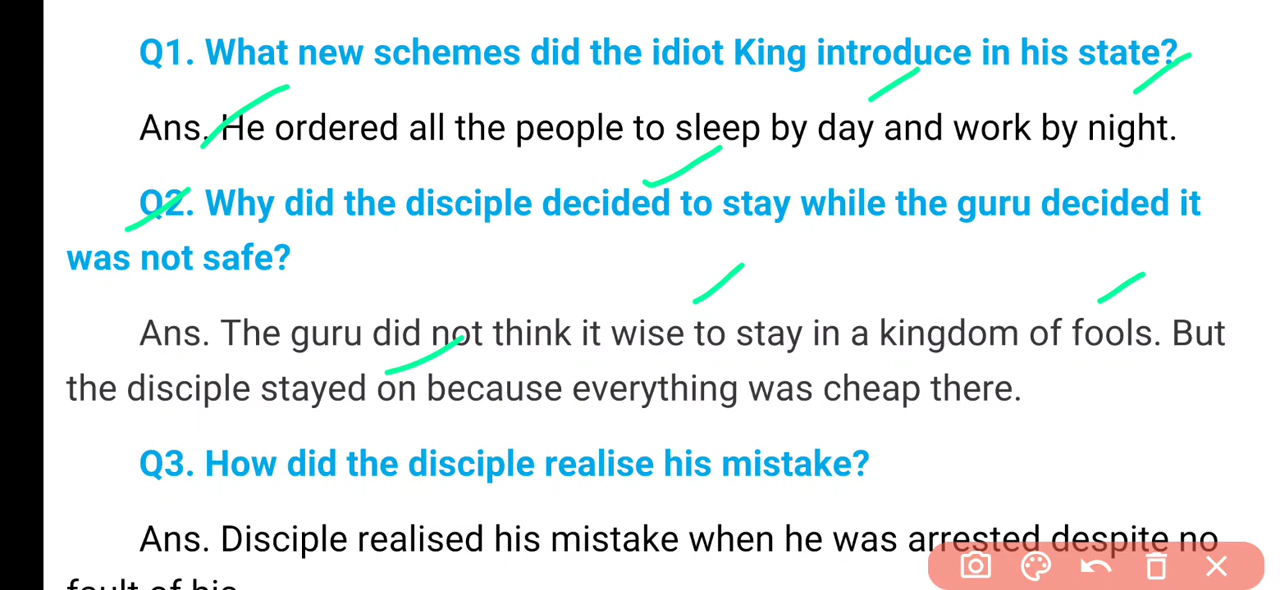 Q1. What new schemes did the idiot King introduce in his state?
Ans. He ordered all the people to sleep by day and work by night.
Q2. Why did the disciple decided to stay while the guru decided it
was not safe?
Ans. The guru did not think it wise to stay in a kingdom of fools. But
the disciple stayed on because everything was cheap there.
Q3. How did the disciple realise his mistake?
Ans. Disciple realised his mistake when he was arrested despite no
fault of his